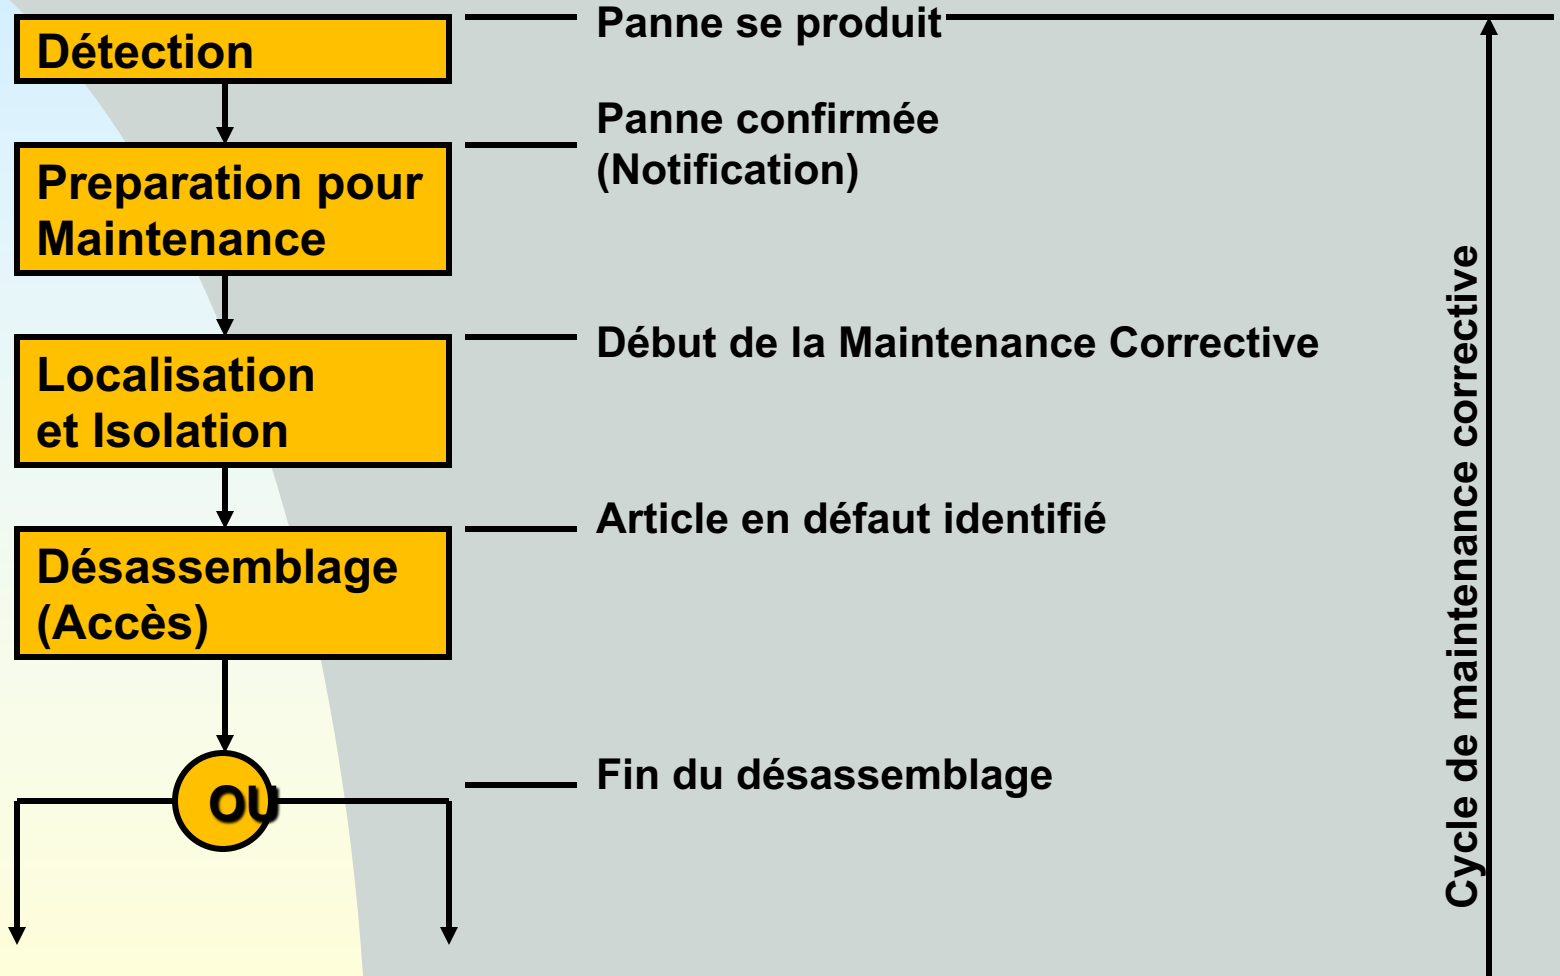 Détection
Panne se produit
Panne confirmée
(Notification)
Preparation pour
Maintenance
Début de la Maintenance Corrective
Localisation
et Isolation
Article en défaut identifié
Désassemblage
(Accès)
Fin du désassemblage
OU
Cycle de maintenance corrective